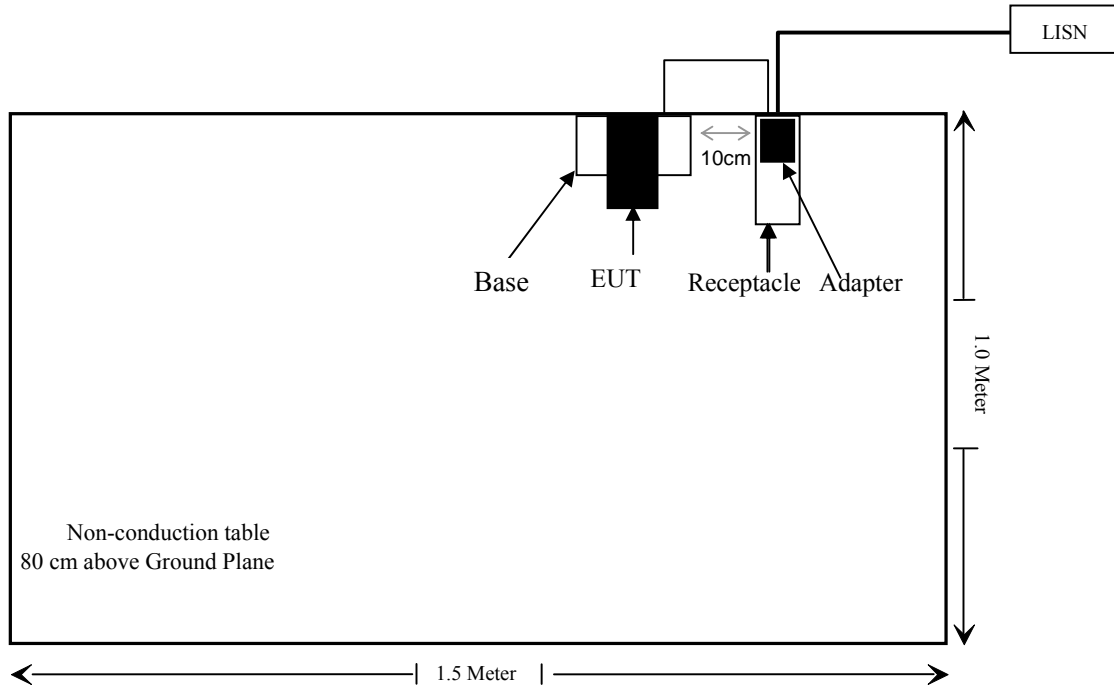 LISN
10cm
Base
EUT
Receptacle
Adapter
1.0 Meter
Non-conduction table
80 cm above Ground Plane
1.5 Meter